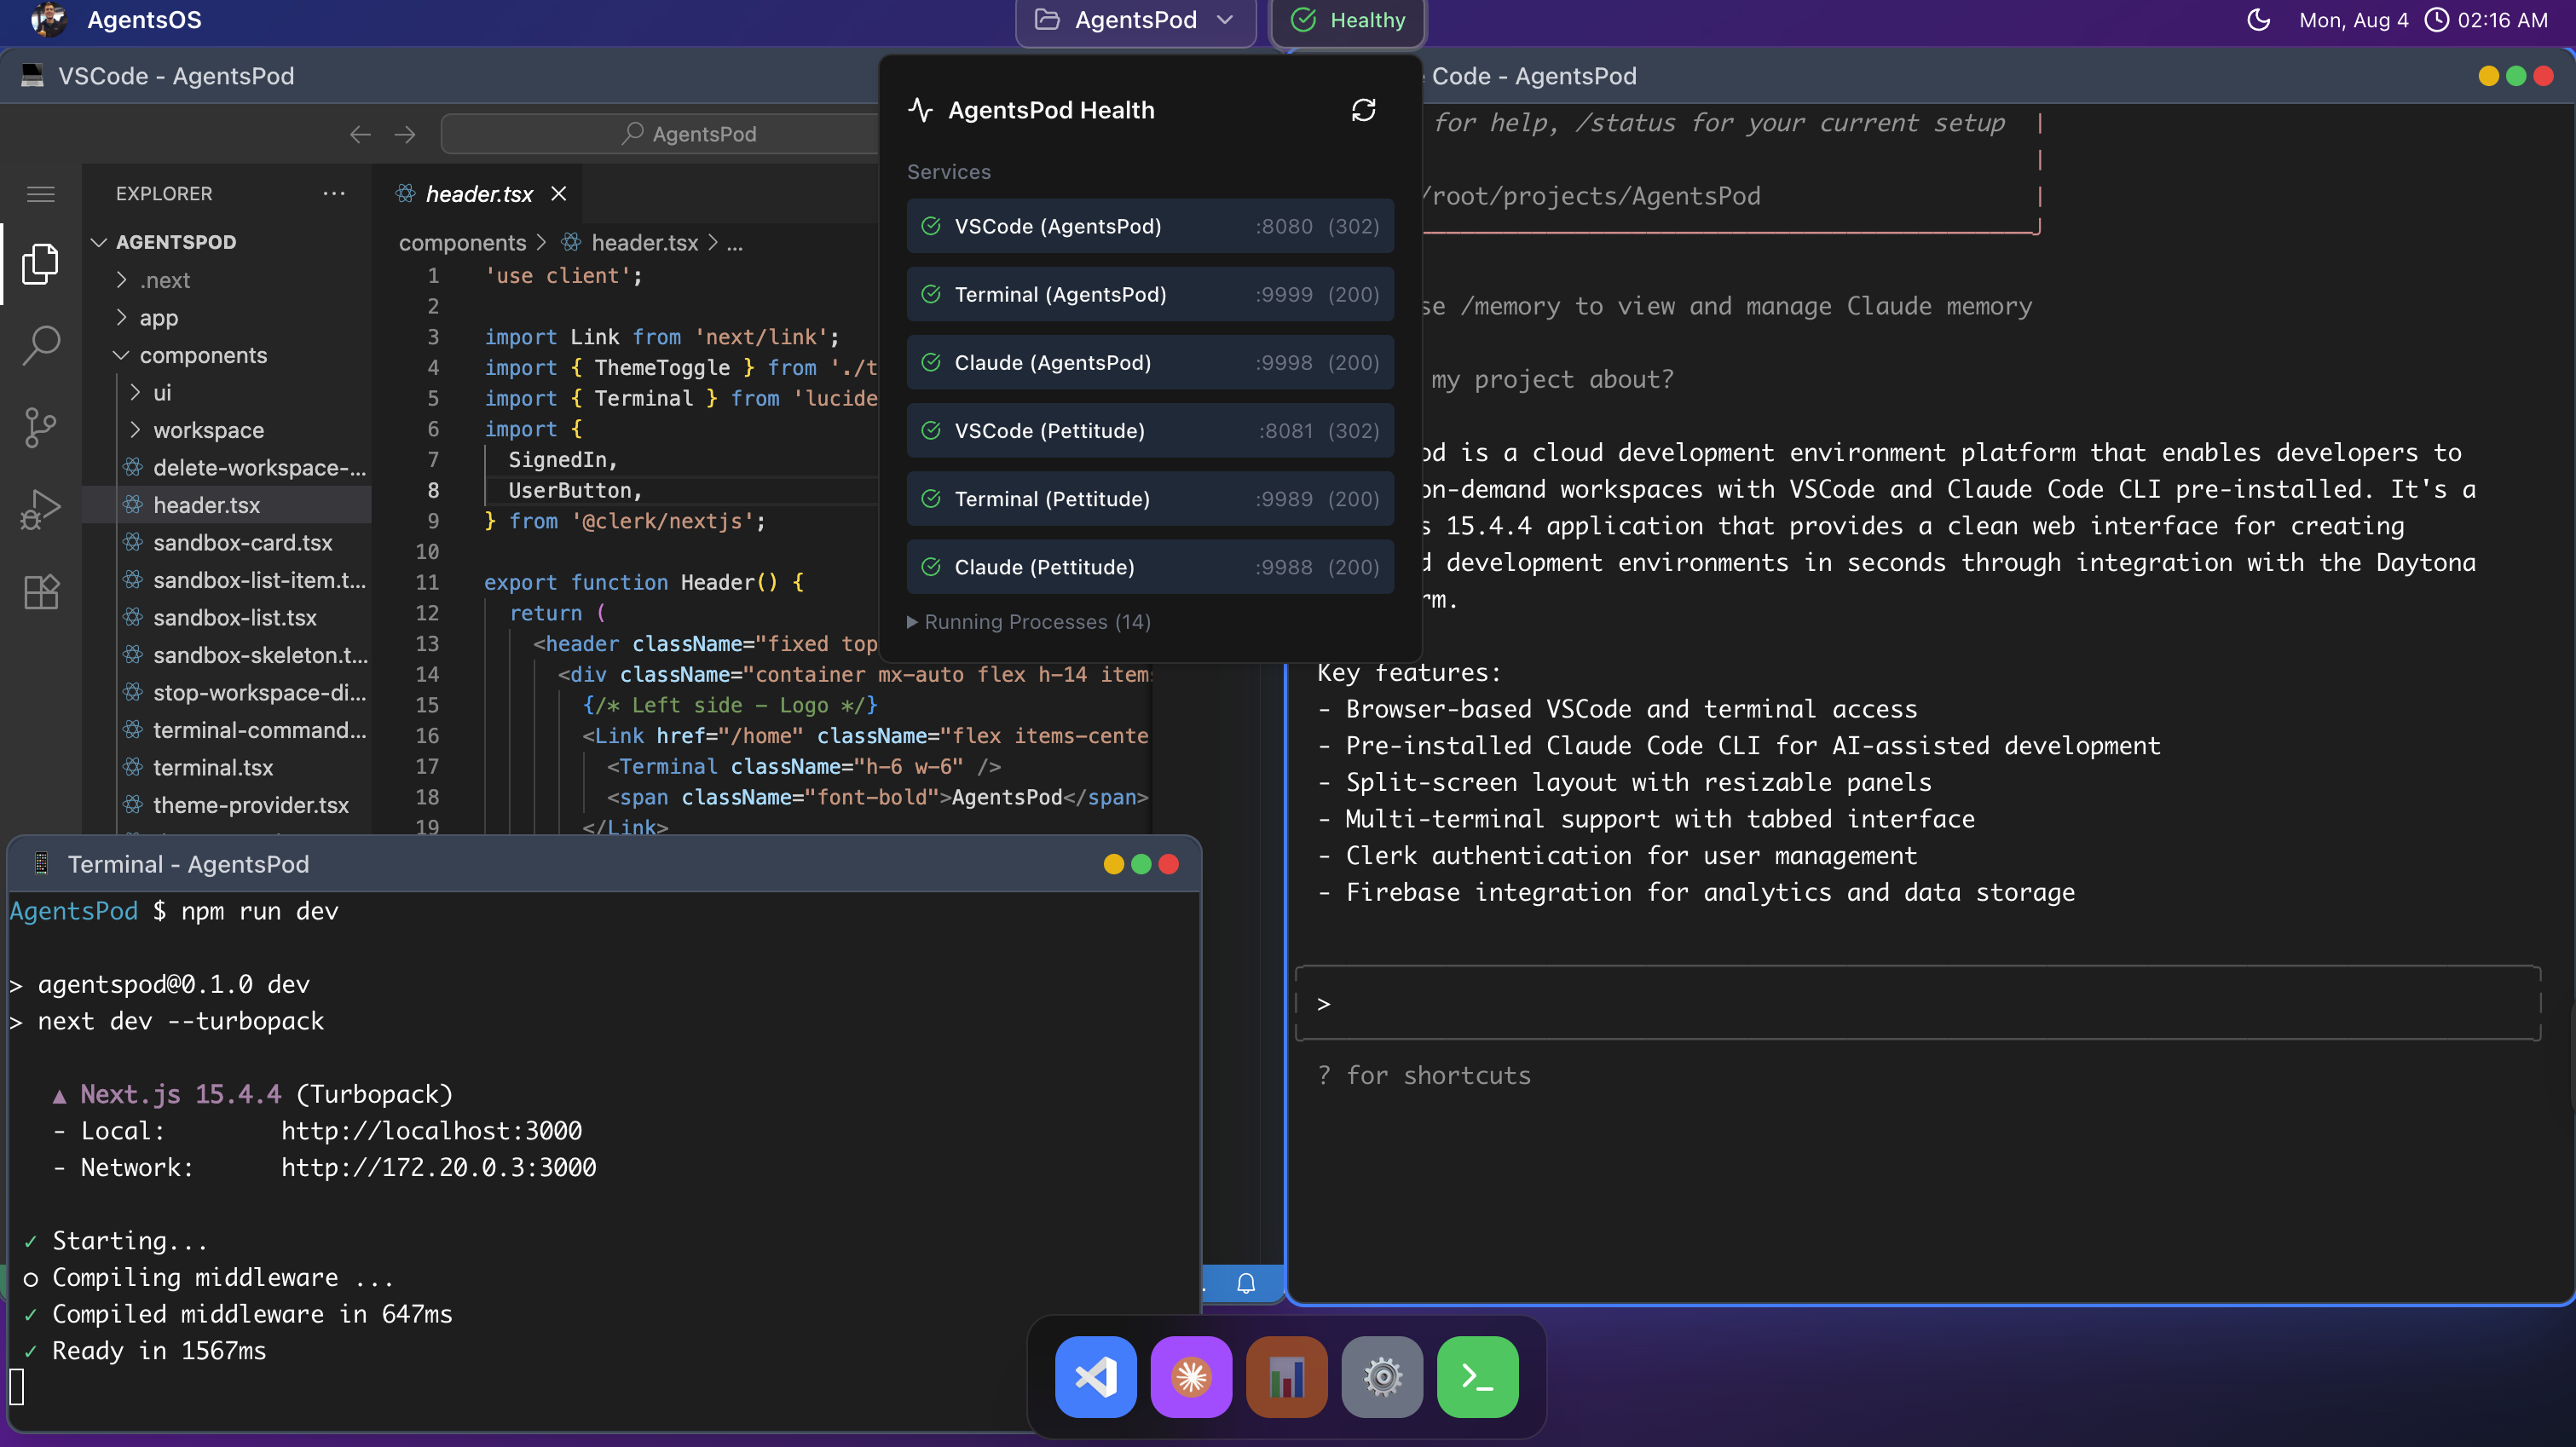 AgentsOS
AgentsPod
Healthy
Mon, Aug 4
02:16 AM
VSCode - AgentsPod
AgentsPod
EXPLORER
AGENTSPOD
.next
app
components
ui
workspace
delete-workspace-...
header.tsx
sandbox-card.tsx
sandbox-list-item.t...
sandbox-list.tsx
sandbox-skeleton.t...
stop-workspace-di...
terminal-command...
terminal.tsx
theme-provider.tsx
header.tsx
components > header.tsx > ...
1 'use client';
2
3 import Link from 'next/link';
4 import { ThemeToggle } from './t
5 import { Terminal } from 'lucide
6 import {
7 SignedIn,
8 UserButton,
9 } from '@clerk/nextjs';
10
11 export function Header() {
12 return (
13 <header className="fixed top
14 <div className="container mx-auto flex h-14 item
15 {/* Left side - Logo */}
16 <Link href="/home" className="flex items-cente
17 <Terminal className="h-6 w-6" />
18 <span className="font-bold">AgentsPod</span>
19 </Link>
AgentsPod Health
Services
VSCode (AgentsPod) :8080 (302)
Terminal (AgentsPod) :9999 (200)
Claude (AgentsPod) :9998 (200)
VSCode (Pettitude) :8081 (302)
Terminal (Pettitude) :9989 (200)
Claude (Pettitude) :9988 (200)
Running Processes (14)
Code - AgentsPod
for help, /status for your current setup
/root/projects/AgentsPod
/memory to view and manage Claude memory
my project about?
is a cloud development environment platform that enables developers to
on-demand workspaces with VSCode and Claude Code CLI pre-installed. It's a
15.4.4 application that provides a clean web interface for creating
development environments in seconds through integration with the Daytona
Key features:
- Browser-based VSCode and terminal access
- Pre-installed Claude Code CLI for AI-assisted development
- Split-screen layout with resizable panels
- Multi-terminal support with tabbed interface
- Clerk authentication for user management
- Firebase integration for analytics and data storage
>
? for shortcuts
Terminal - AgentsPod
AgentsPod $ npm run dev
> agentspod@0.1.0 dev
> next dev --turbopack
▲ Next.js 15.4.4 (Turbopack)
- Local: http://localhost:3000
- Network: http://172.20.0.3:3000
✓ Starting...
○ Compiling middleware ...
✓ Compiled middleware in 647ms
✓ Ready in 1567ms